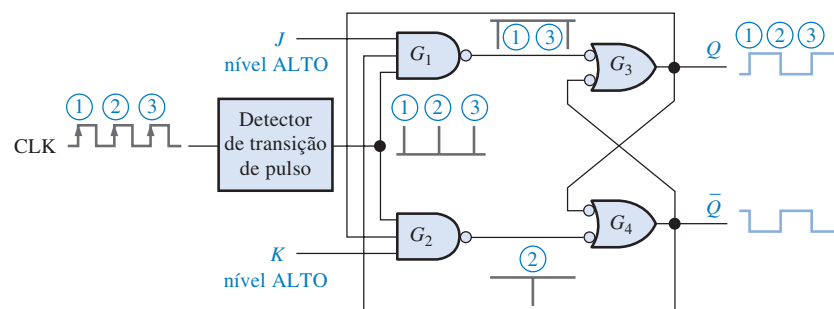 J
nível ALTO
G1
① ③
G3
Q
① ② ③
① ② ③
CLK
Detector
de transição
de pulso
① ② ③
G2
K
nível ALTO
②
G4
Q̅